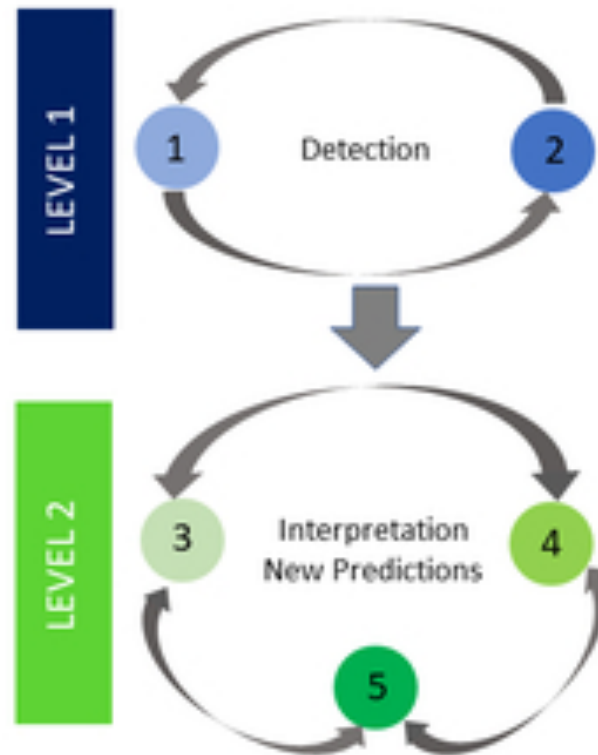 LEVEL 1
1
Detection
2
LEVEL 2
3
Interpretation
New Predictions
4
5